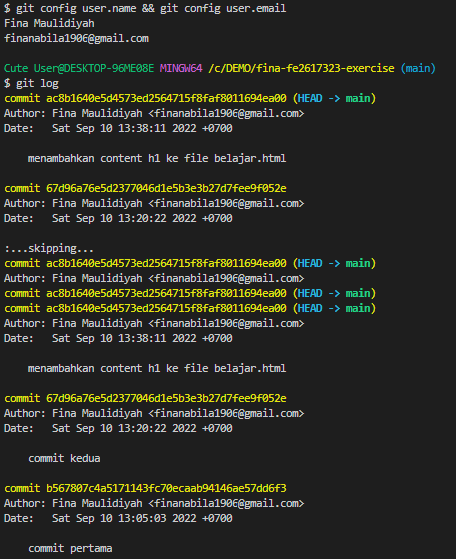 $ git config user.name && git config user.email
Fina Maulidiyah
finanabila1906@gmail.com
Cute User@DESKTOP-96ME08E MINGW64 /c/DEMO/fina-fe2617323-exercise (main)
$ git log
commit ac8b1640e5d4573ed2564715f8faf8011694ea00 (HEAD -> main)
Author: Fina Maulidiyah <finanabila1906@gmail.com>
Date:   Sat Sep 10 13:38:11 2022 +0700
    menambahkan content h1 ke file belajar.html
commit 67d96a76e5d2377046d1e5b3e3b27d7fee9f052e
Author: Fina Maulidiyah <finanabila1906@gmail.com>
Date:   Sat Sep 10 13:20:22 2022 +0700
:...skipping...
commit ac8b1640e5d4573ed2564715f8faf8011694ea00 (HEAD -> main)
Author: Fina Maulidiyah <finanabila1906@gmail.com>
commit ac8b1640e5d4573ed2564715f8faf8011694ea00 (HEAD -> main)
commit ac8b1640e5d4573ed2564715f8faf8011694ea00 (HEAD -> main)
Author: Fina Maulidiyah <finanabila1906@gmail.com>
Date:   Sat Sep 10 13:38:11 2022 +0700
    menambahkan content h1 ke file belajar.html
commit 67d96a76e5d2377046d1e5b3e3b27d7fee9f052e
Author: Fina Maulidiyah <finanabila1906@gmail.com>
Date:   Sat Sep 10 13:20:22 2022 +0700
    commit kedua
commit b567807c4a5171143fc70ecaab94146ae57dd6f3
Author: Fina Maulidiyah <finanabila1906@gmail.com>
Date:   Sat Sep 10 13:05:03 2022 +0700
    commit pertama